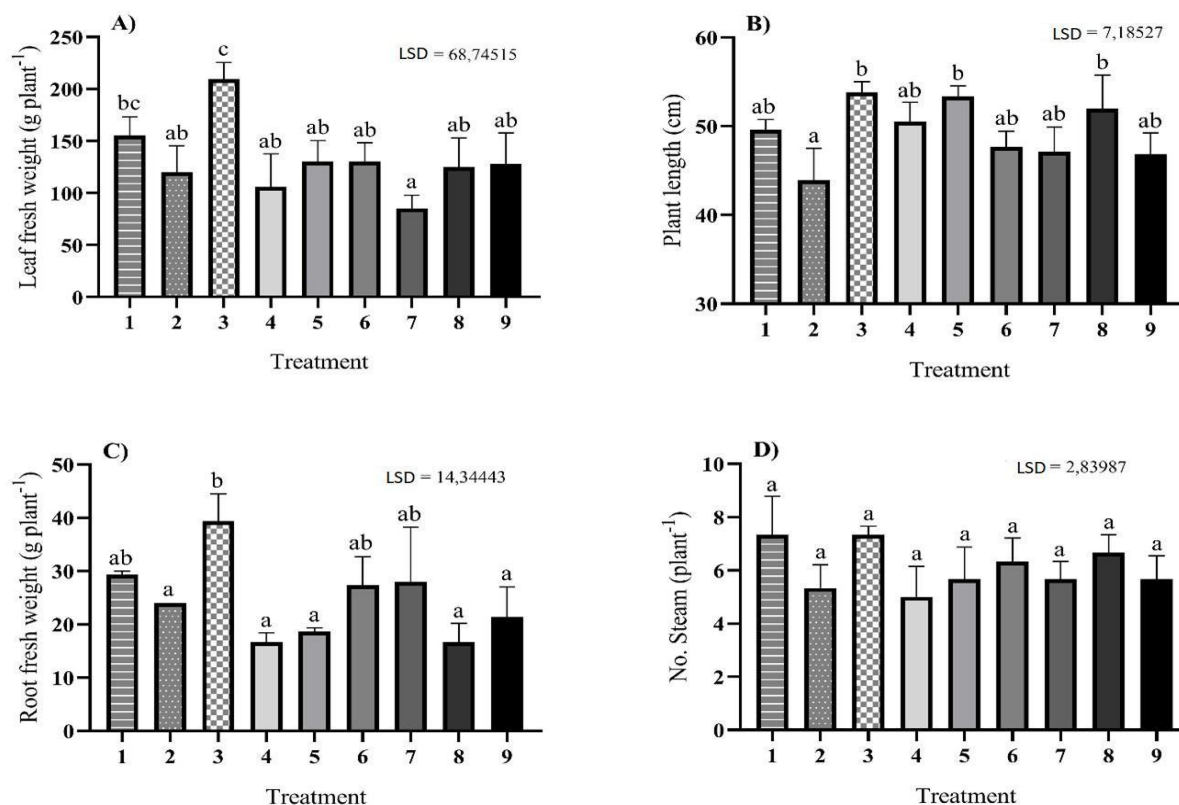 A)
LSD = 68,74515
Leaf fresh weight (g plant⁻¹)
250
200
150
100
50
0
bc
ab
c
ab
ab
ab
a
ab
ab
1 2 3 4 5 6 7 8 9
Treatment
B)
LSD = 7,18527
Plant length (cm)
60
50
40
30
ab
a
b
ab
b
ab
ab
b
ab
1 2 3 4 5 6 7 8 9
Treatment
C)
LSD = 14,34443
Root fresh weight (g plant⁻¹)
50
40
30
20
10
0
ab
a
b
a
a
ab
ab
a
a
1 2 3 4 5 6 7 8 9
Treatment
D)
LSD = 2,83987
No. Steam (plant⁻¹)
10
8
6
4
2
0
a
a
a
a
a
a
a
a
a
1 2 3 4 5 6 7 8 9
Treatment